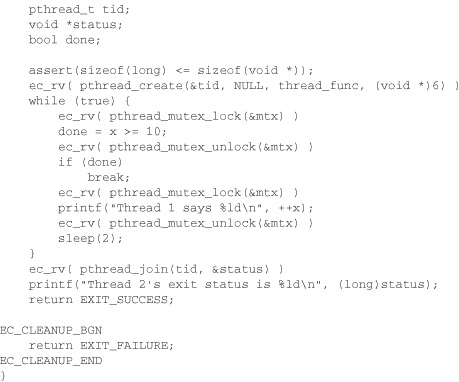 pthread_t tid;
    void *status;
    bool done;

    assert(sizeof(long) <= sizeof(void *));
    ec_rv( pthread_create(&tid, NULL, thread_func, (void *)6) )
    while (true) {
        ec_rv( pthread_mutex_lock(&mtx) )
        done = x >= 10;
        ec_rv( pthread_mutex_unlock(&mtx) )
        if (done)
            break;
        ec_rv( pthread_mutex_lock(&mtx) )
        printf("Thread 1 says %ld\n", ++x);
        ec_rv( pthread_mutex_unlock(&mtx) )
        sleep(2);
    }
    ec_rv( pthread_join(tid, &status) )
    printf("Thread 2's exit status is %ld\n", (long)status);
    return EXIT_SUCCESS;

EC_CLEANUP_BGN
    return EXIT_FAILURE;
EC_CLEANUP_END
}